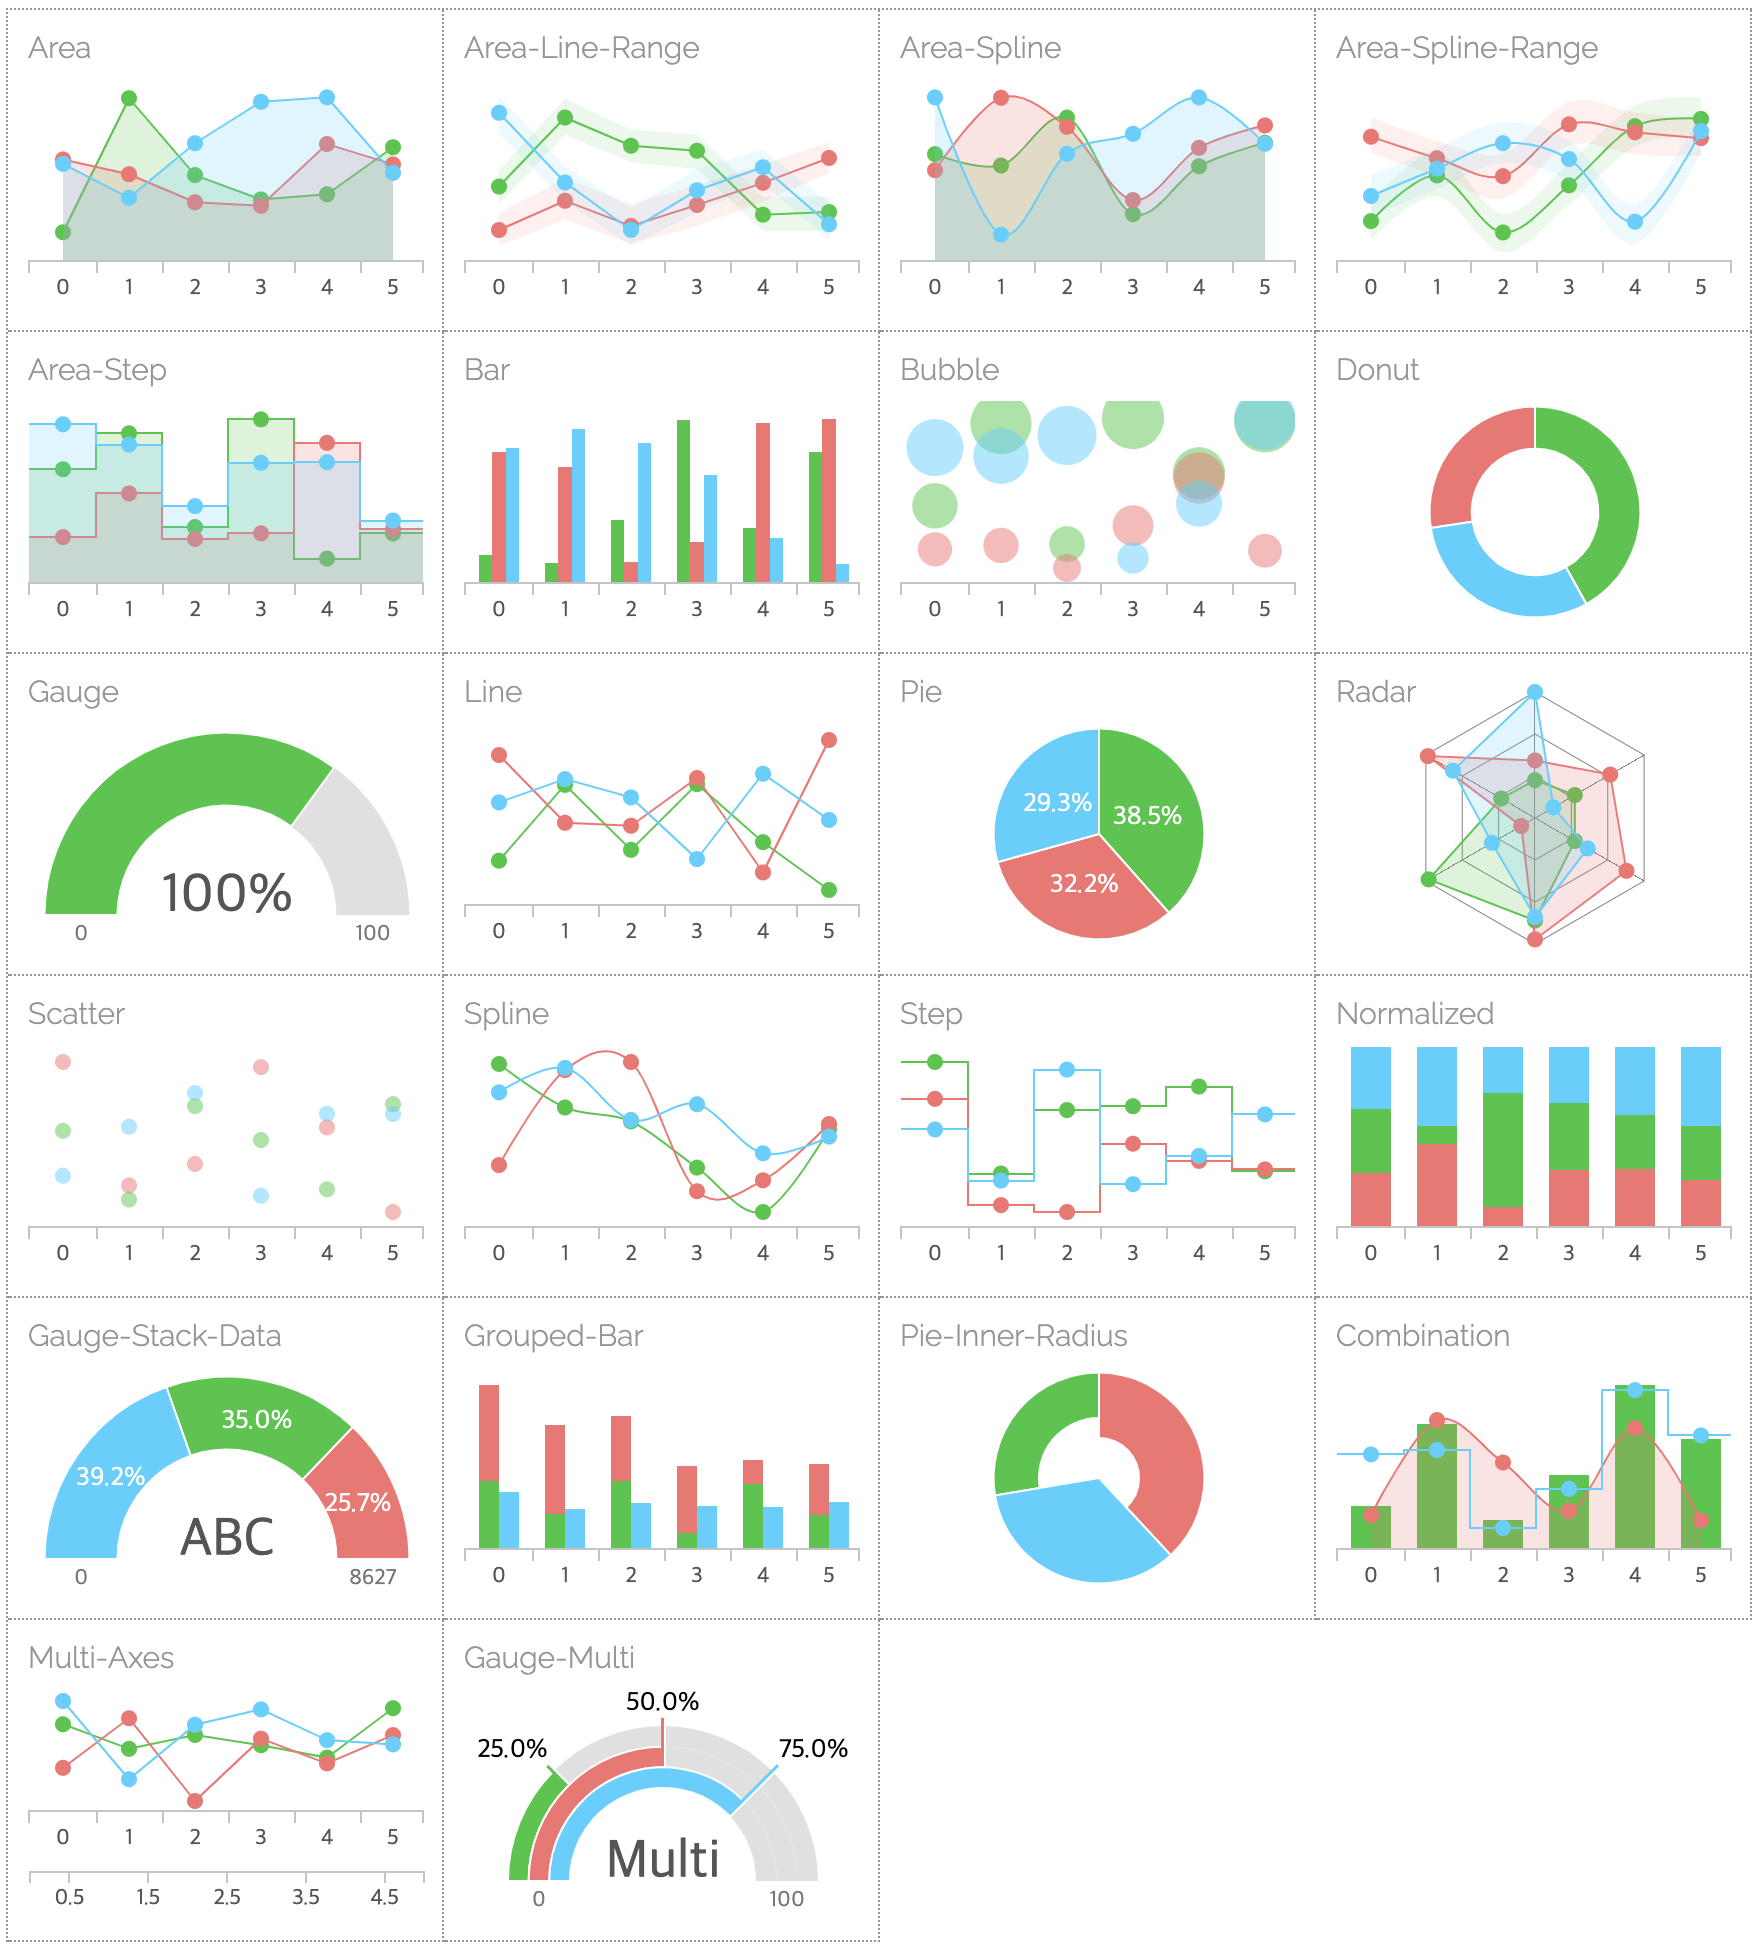 Area
0 1 2 3 4 5
Area-Line-Range
0 1 2 3 4 5
Area-Spline
0 1 2 3 4 5
Area-Spline-Range
0 1 2 3 4 5
Area-Step
0 1 2 3 4 5
Bar
0 1 2 3 4 5
Bubble
0 1 2 3 4 5
Donut
Gauge
100%
0 100
Line
0 1 2 3 4 5
Pie
29.3%
38.5%
32.2%
Radar
Scatter
0 1 2 3 4 5
Spline
0 1 2 3 4 5
Step
0 1 2 3 4 5
Normalized
0 1 2 3 4 5
Gauge-Stack-Data
35.0%
39.2%
25.7%
ABC
0 8627
Grouped-Bar
0 1 2 3 4 5
Pie-Inner-Radius
Combination
0 1 2 3 4 5
Multi-Axes
0 1 2 3 4 5
0.5 1.5 2.5 3.5 4.5
Gauge-Multi
50.0%
25.0%
75.0%
Multi
0 100